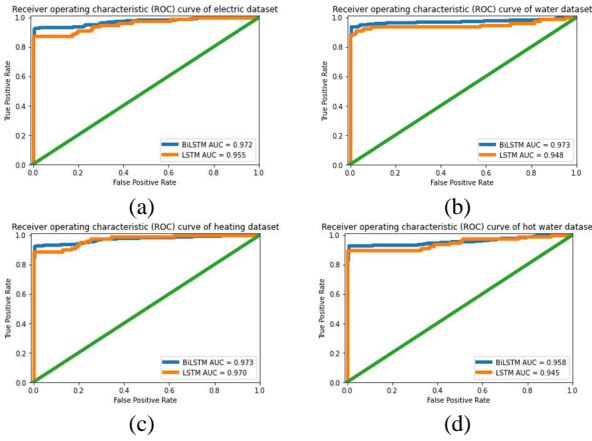 Receiver operating characteristic (ROC) curve of electric dataset
1.0
0.8
0.6
0.4
0.2
0.0
True Positive Rate
BiLSTM AUC = 0.972
LSTM AUC = 0.955
0.0 0.2 0.4 0.6 0.8 1.0
False Positive Rate
(a)
Receiver operating characteristic (ROC) curve of water dataset
1.0
0.8
0.6
0.4
0.2
0.0
True Positive Rate
BiLSTM AUC = 0.973
LSTM AUC = 0.948
0.0 0.2 0.4 0.6 0.8 1.0
False Positive Rate
(b)
Receiver operating characteristic (ROC) curve of heating dataset
1.0
0.8
0.6
0.4
0.2
0.0
True Positive Rate
BiLSTM AUC = 0.973
LSTM AUC = 0.970
0.0 0.2 0.4 0.6 0.8 1.0
False Positive Rate
(c)
Receiver operating characteristic (ROC) curve of hot water dataset
1.0
0.8
0.6
0.4
0.2
0.0
True Positive Rate
BiLSTM AUC = 0.958
LSTM AUC = 0.945
0.0 0.2 0.4 0.6 0.8 1.0
False Positive Rate
(d)